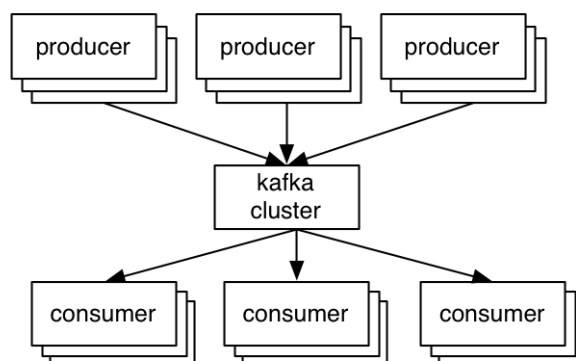 producer
producer
producer
kafka
cluster
consumer
consumer
consumer